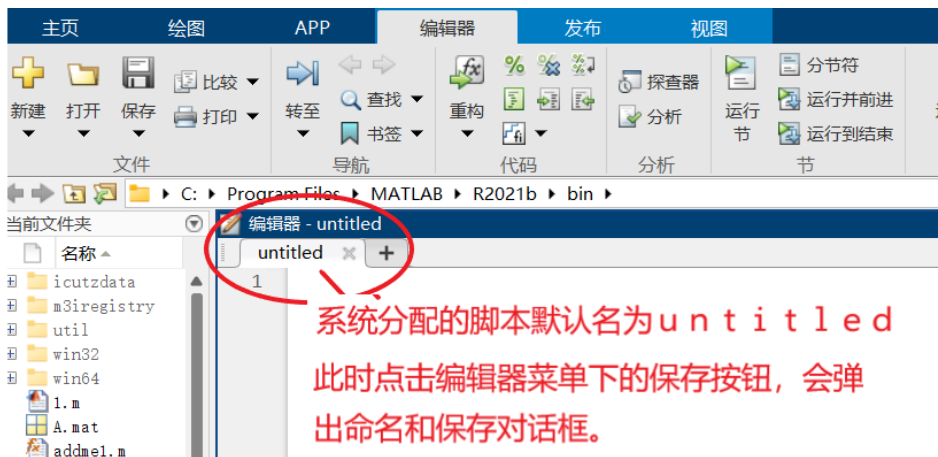 主页 绘图 APP 编辑器 发布 视图
新建 打开 保存 比较 打印
转至 查找 书签
重构
探查器 分析
运行节 分节符 运行并前进 运行到结束
文件 导航 代码 分析 节
C: Program Files MATLAB R2021b bin
当前文件夹 编辑器 - untitled
名称 untitled
1
icutzdata
m3iregistry
util
win32
win64
1.m
A.mat
addme1.m
系统分配的脚本默认名为untitled
此时点击编辑器菜单下的保存按钮，会弹
出命名和保存对话框。